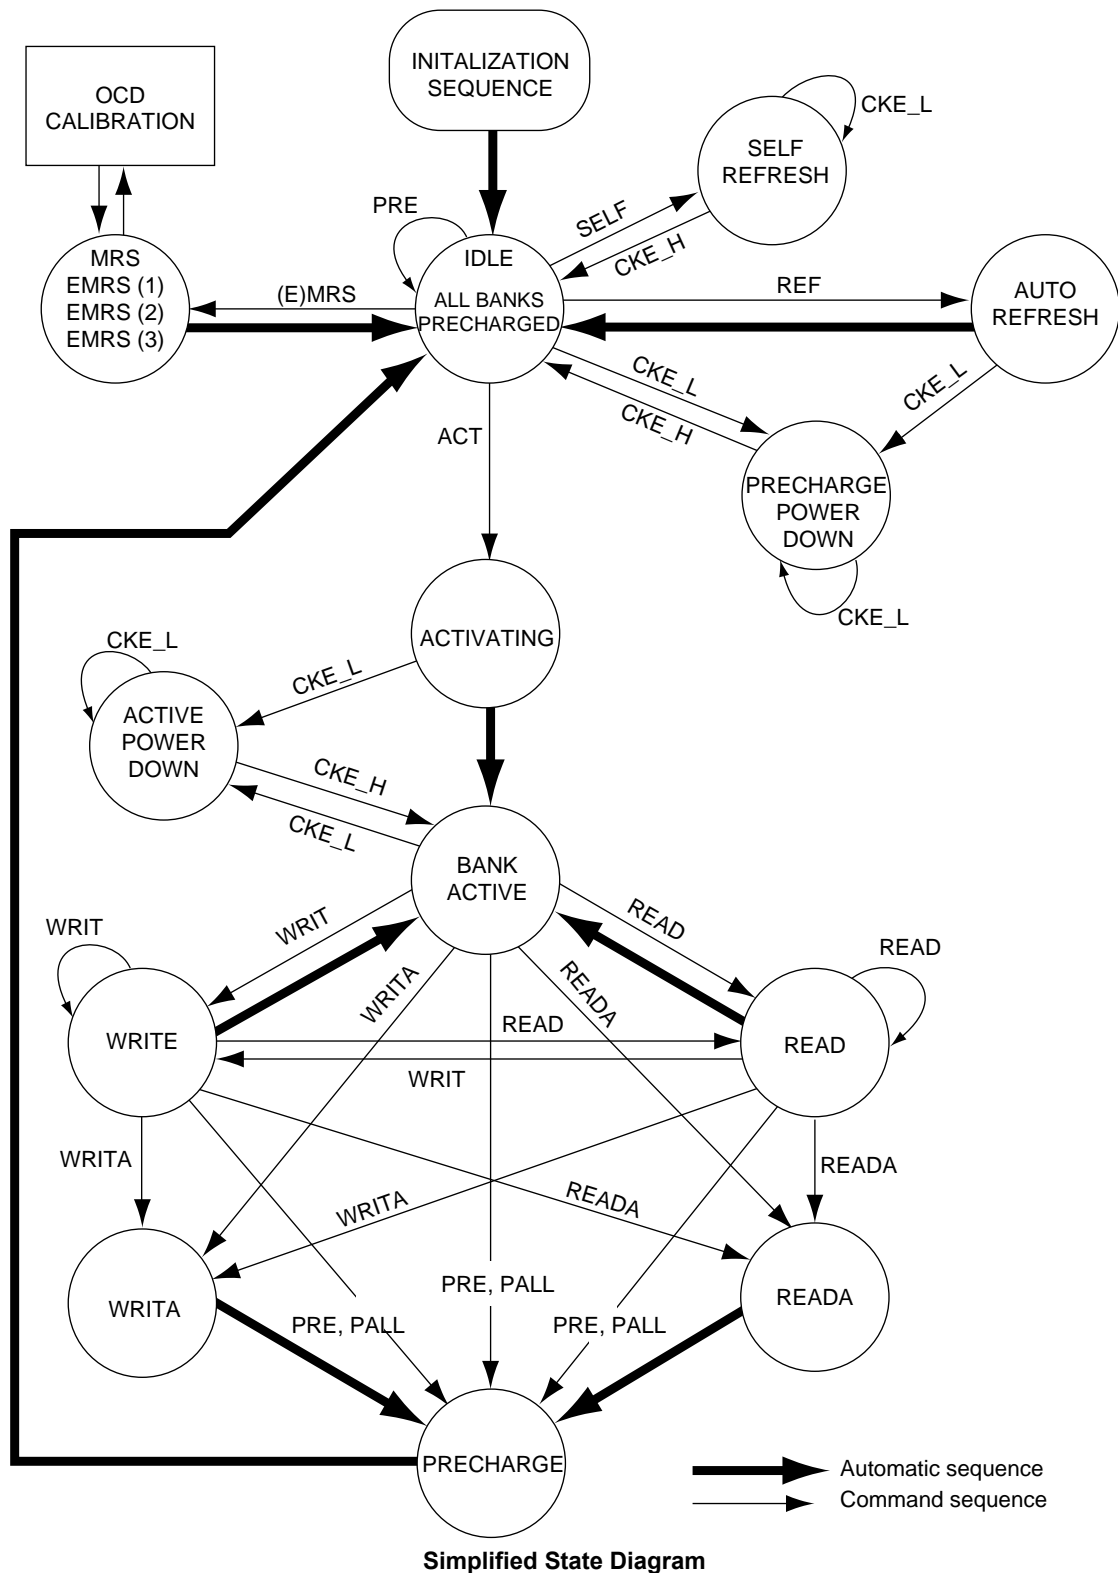 INITALIZATION
SEQUENCE
OCD
CALIBRATION
CKE_L
SELF
REFRESH
PRE
SELF
CKE_H
MRS
EMRS (1)
EMRS (2)
EMRS (3)
(E)MRS
IDLE
ALL BANKS
PRECHARGED
REF
AUTO
REFRESH
CKE_L
CKE_H
CKE_L
ACT
PRECHARGE
POWER
DOWN
CKE_L
ACTIVATING
CKE_L
CKE_L
ACTIVE
POWER
DOWN
CKE_H
CKE_L
BANK
ACTIVE
WRIT
WRIT
READ
READ
WRITA
READA
WRITE
READ
READ
WRIT
WRITA
READA
WRITA
READA
WRITA
PRE, PALL
READA
PRE, PALL
PRE, PALL
PRECHARGE
Automatic sequence
Command sequence
Simplified State Diagram